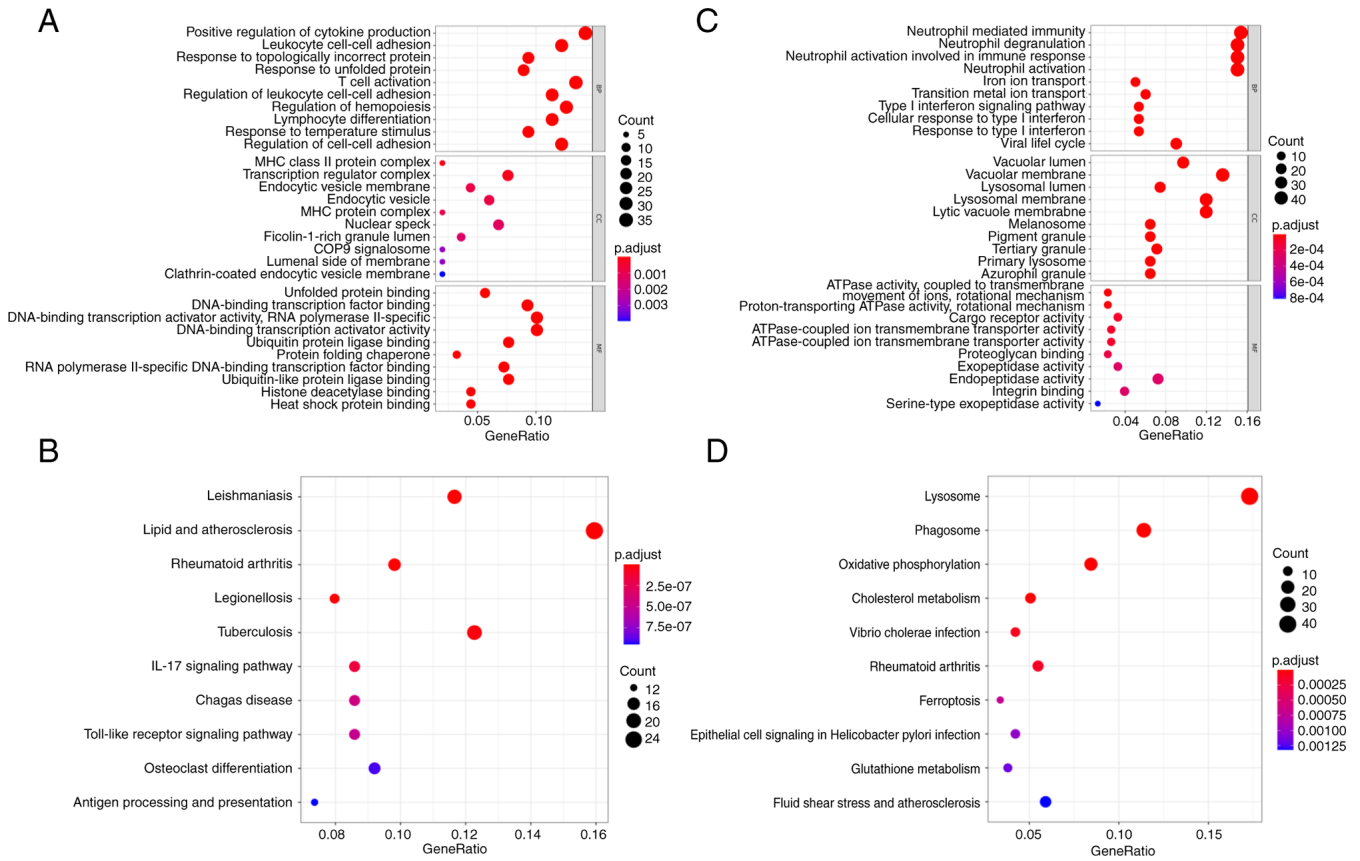 A
Positive regulation of cytokine production
Leukocyte cell-cell adhesion
Response to topologically incorrect protein
Response to unfolded protein
T cell activation
Regulation of leukocyte cell-cell adhesion
Regulation of hemopoiesis
Lymphocyte differentiation
Response to temperature stimulus
Regulation of cell-cell adhesion
BP
MHC class II protein complex
Transcription regulator complex
Endocytic vesicle membrane
Endocytic vesicle
MHC protein complex
Nuclear speck
Ficolin-1-rich granule lumen
COP9 signalosome
Lumenal side of membrane
Clathrin-coated endocytic vesicle membrane
CC
Unfolded protein binding
DNA-binding transcription factor binding
DNA-binding transcription activator activity, RNA polymerase II-specific
DNA-binding transcription activator activity
Ubiquitin protein ligase binding
Protein folding chaperone
RNA polymerase II-specific DNA-binding transcription factor binding
Ubiquitin-like protein ligase binding
Histone deacetylase binding
Heat shock protein binding
MF
0.05 0.10
GeneRatio
Count
5
10
15
20
25
30
35
p.adjust
0.001
0.002
0.003
C
Neutrophil mediated immunity
Neutrophil degranulation
Neutrophil activation involved in immune response
Neutrophil activation
Iron ion transport
Transition metal ion transport
Type I interferon signaling pathway
Cellular response to type I interferon
Response to type I interferon
Viral lifel cycle
BP
Vacuolar lumen
Vacuolar membrane
Lysosomal lumen
Lysosomal membrane
Lytic vacuole membrabne
Melanosome
Pigment granule
Tertiary granule
Primary lysosome
Azurophil granule
CC
ATPase activity, coupled to transmembrane
movement of ions, rotational mechanism
Proton-transporting ATPase activity, rotational mechanism
Cargo receptor activity
ATPase-coupled ion transmembrane transporter activity
ATPase-coupled ion transmembrane transporter activity
Proteoglycan binding
Exopeptidase activity
Endopeptidase activity
Integrin binding
Serine-type exopeptidase activity
MF
0.04 0.08 0.12 0.16
GeneRatio
Count
10
20
30
40
p.adjust
2e-04
4e-04
6e-04
8e-04
B
Leishmaniasis
Lipid and atherosclerosis
Rheumatoid arthritis
Legionellosis
Tuberculosis
IL-17 signaling pathway
Chagas disease
Toll-like receptor signaling pathway
Osteoclast differentiation
Antigen processing and presentation
0.08 0.10 0.12 0.14 0.16
GeneRatio
p.adjust
2.5e-07
5.0e-07
7.5e-07
Count
12
16
20
24
D
Lysosome
Phagosome
Oxidative phosphorylation
Cholesterol metabolism
Vibrio cholerae infection
Rheumatoid arthritis
Ferroptosis
Epithelial cell signaling in Helicobacter pylori infection
Glutathione metabolism
Fluid shear stress and atherosclerosis
0.05 0.10 0.15
GeneRatio
Count
10
20
30
40
p.adjust
0.00025
0.00050
0.00075
0.00100
0.00125